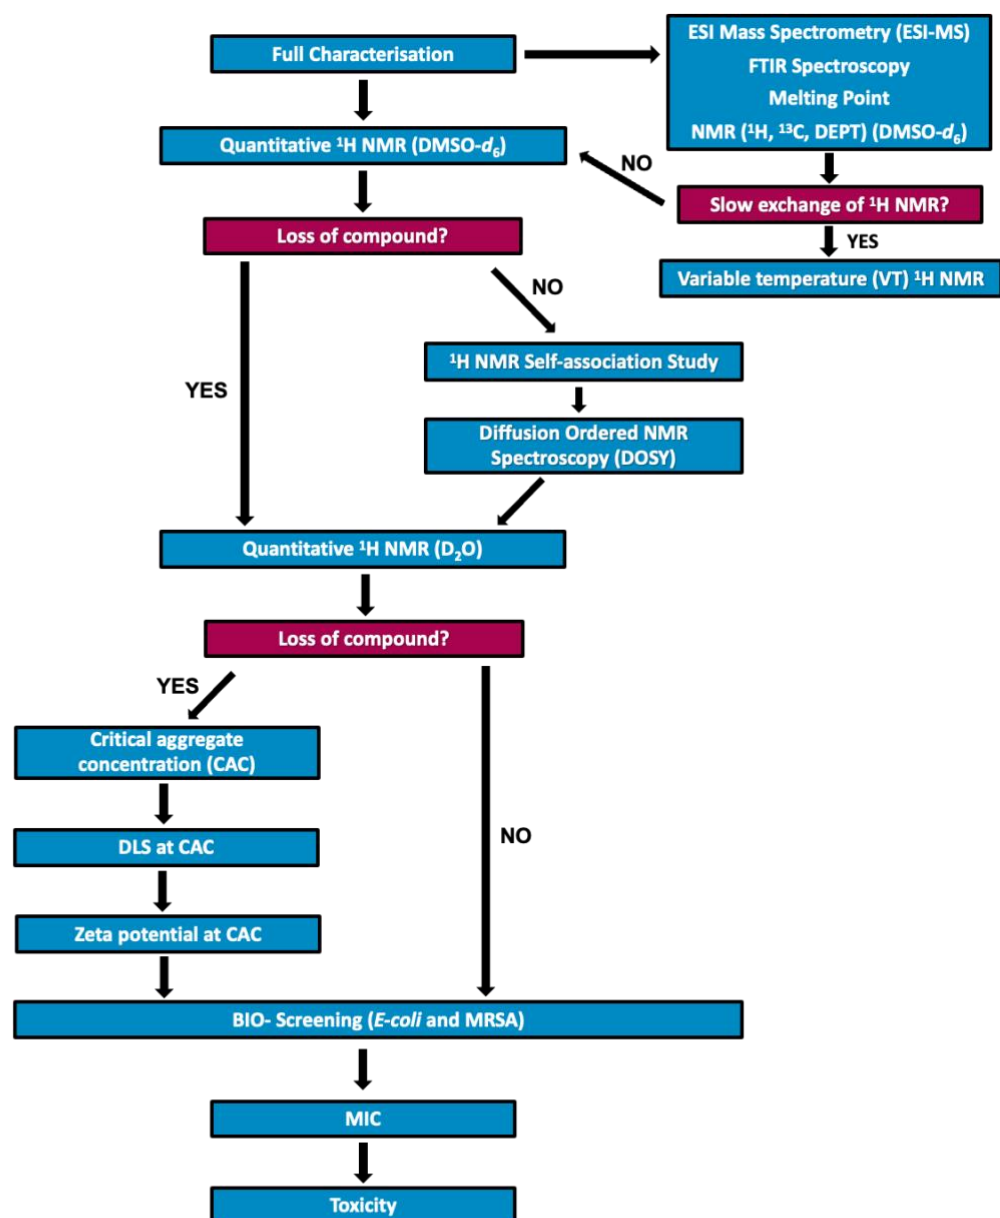 Full Characterisation
ESI Mass Spectrometry (ESI-MS)
FTIR Spectroscopy
Melting Point
NMR (¹H, ¹³C, DEPT) (DMSO-d₆)
Quantitative ¹H NMR (DMSO-d₆)
NO
Slow exchange of ¹H NMR?
YES
Variable temperature (VT) ¹H NMR
Loss of compound?
NO
YES
¹H NMR Self-association Study
Diffusion Ordered NMR
Spectroscopy (DOSY)
Quantitative ¹H NMR (D₂O)
Loss of compound?
YES
Critical aggregate
concentration (CAC)
NO
DLS at CAC
Zeta potential at CAC
BIO- Screening (E-coli and MRSA)
MIC
Toxicity